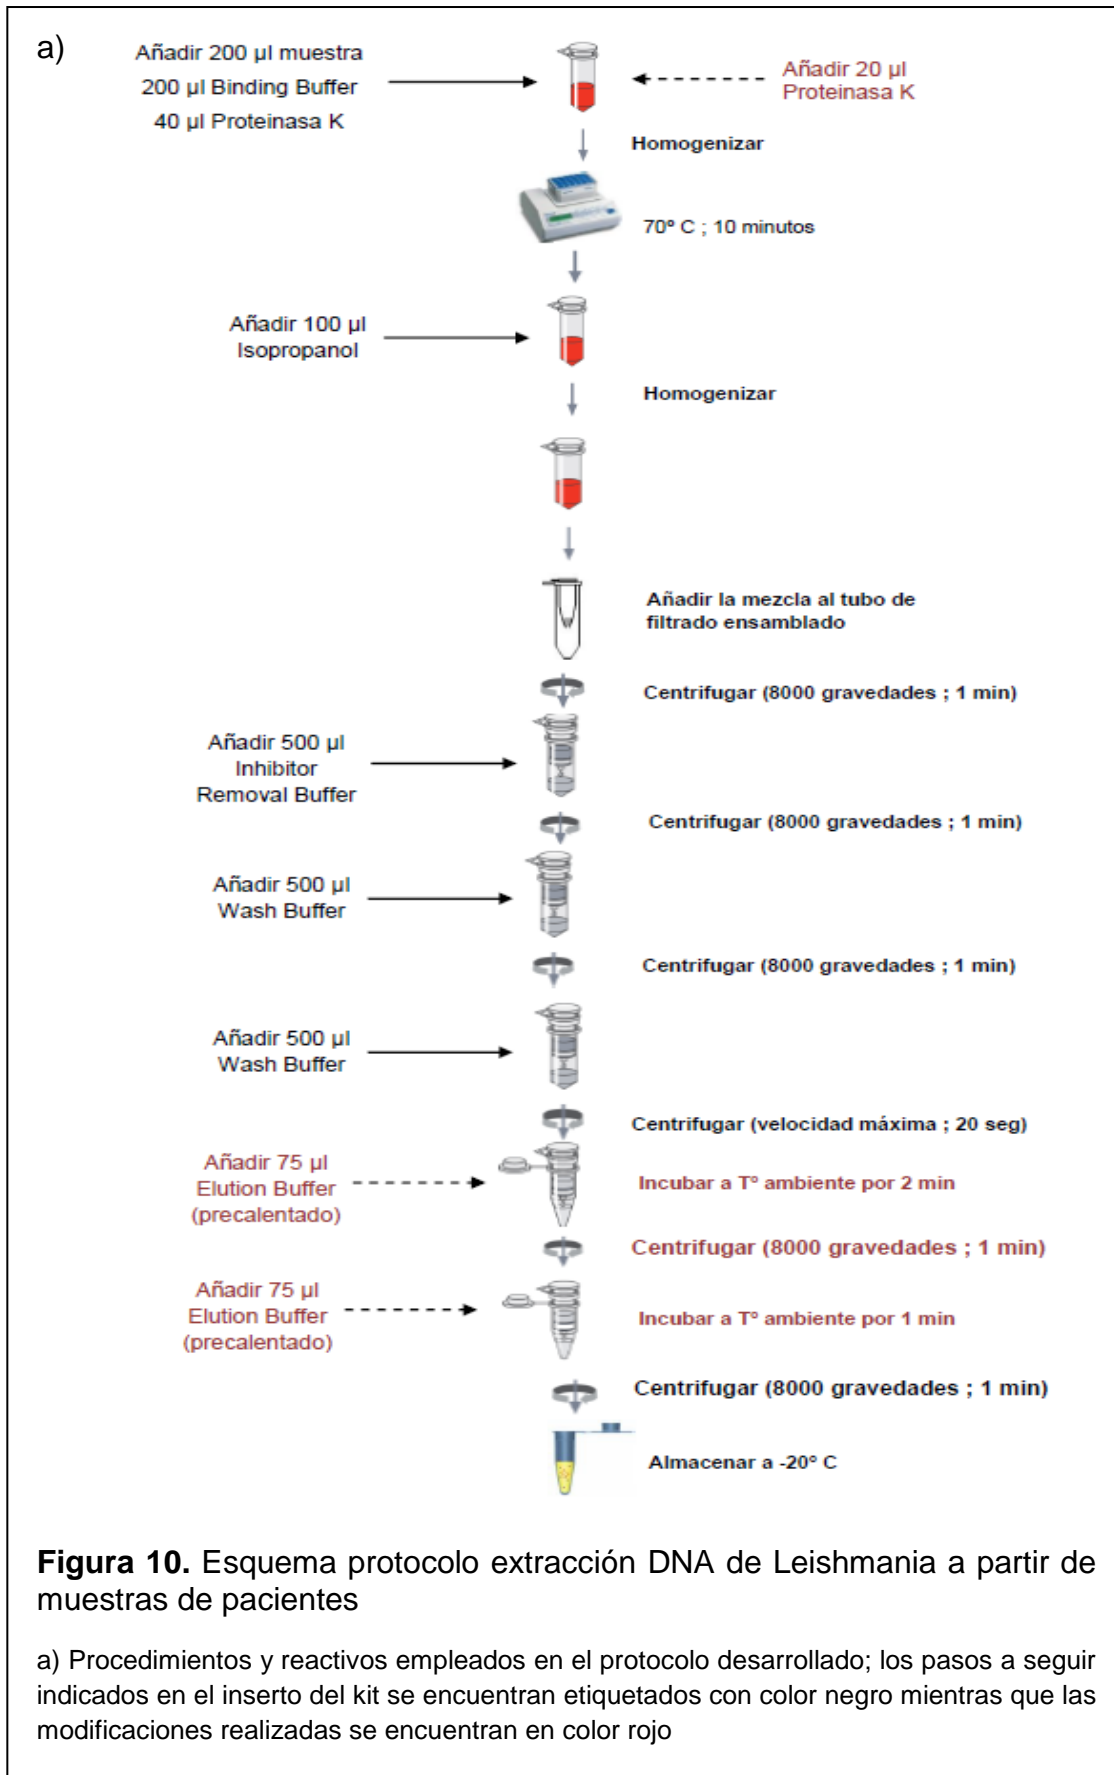 a)
Añadir 200 µl muestra
200 µl Binding Buffer
40 µl Proteinasa K
Añadir 20 µl
Proteinasa K
Homogenizar
70º C ; 10 minutos
Añadir 100 µl
Isopropanol
Homogenizar
Añadir la mezcla al tubo de
filtrado ensamblado
Centrifugar (8000 gravedades ; 1 min)
Añadir 500 µl
Inhibitor
Removal Buffer
Centrifugar (8000 gravedades ; 1 min)
Añadir 500 µl
Wash Buffer
Centrifugar (8000 gravedades ; 1 min)
Añadir 500 µl
Wash Buffer
Centrifugar (velocidad máxima ; 20 seg)
Añadir 75 µl
Elution Buffer
(precalentado)
Incubar a Tº ambiente por 2 min
Centrifugar (8000 gravedades ; 1 min)
Añadir 75 µl
Elution Buffer
(precalentado)
Incubar a Tº ambiente por 1 min
Centrifugar (8000 gravedades ; 1 min)
Almacenar a -20° C
Figura 10. Esquema protocolo extracción DNA de Leishmania a partir de
muestras de pacientes
a) Procedimientos y reactivos empleados en el protocolo desarrollado; los pasos a seguir
indicados en el inserto del kit se encuentran etiquetados con color negro mientras que las
modificaciones realizadas se encuentran en color rojo